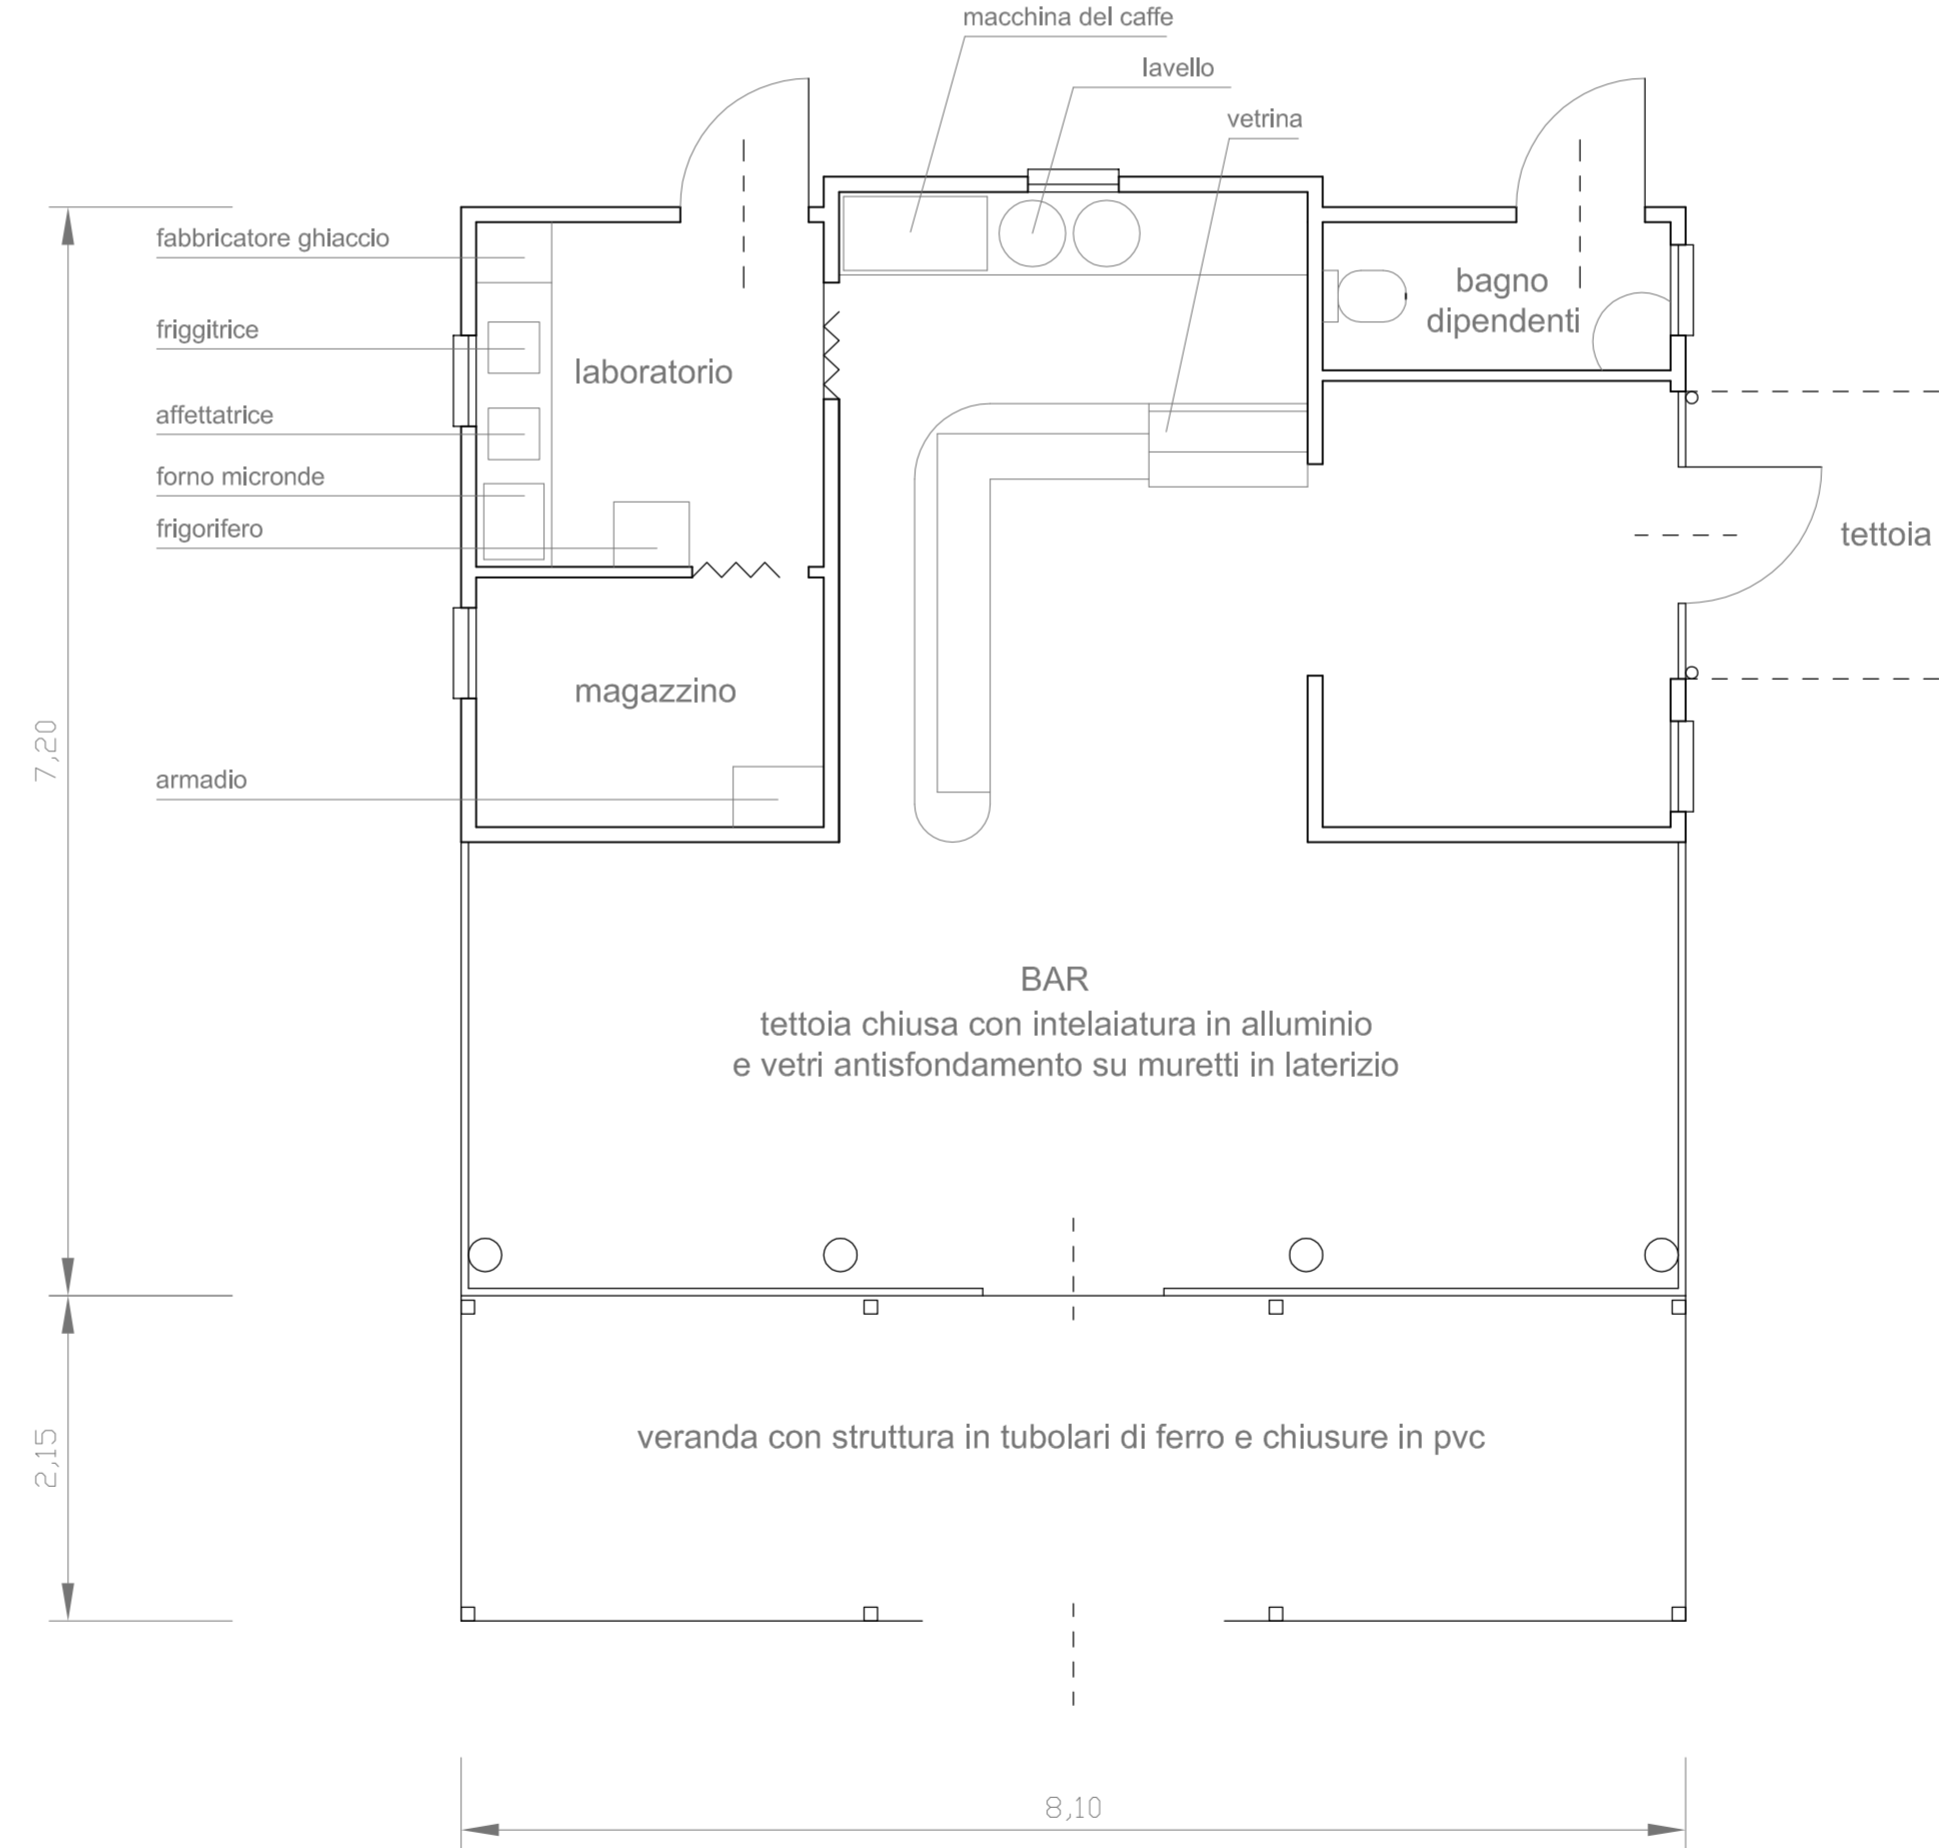 macchina del caffe
lavello
vetrina
fabbricatore ghiaccio
friggitrice
affettatrice
forno micronde
frigorifero
armadio
laboratorio
bagno
dipendenti
tettoia
magazzino
7,20
BAR
tettoia chiusa con intelaiatura in alluminio
e vetri antisfondamento su muretti in laterizio
2,15
veranda con struttura in tubolari di ferro e chiusure in pvc
8,10